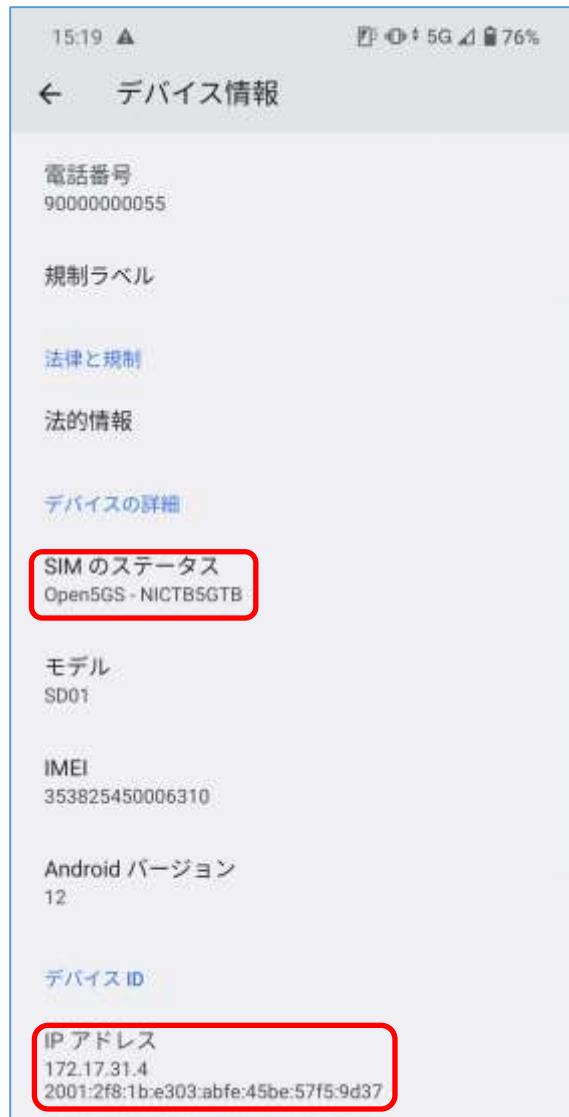 15:19 5G 76%
デバイス情報
電話番号
90000000055
規制ラベル
法律と規制
法的情報
デバイスの詳細
SIM のステータス
Open5GS - NICTB5GTB
モデル
SD01
IMEI
353825450006310
Android バージョン
12
デバイス ID
IP アドレス
172.17.31.4
2001:2f8:1b:e303:abfe:45be:57f5:9d37